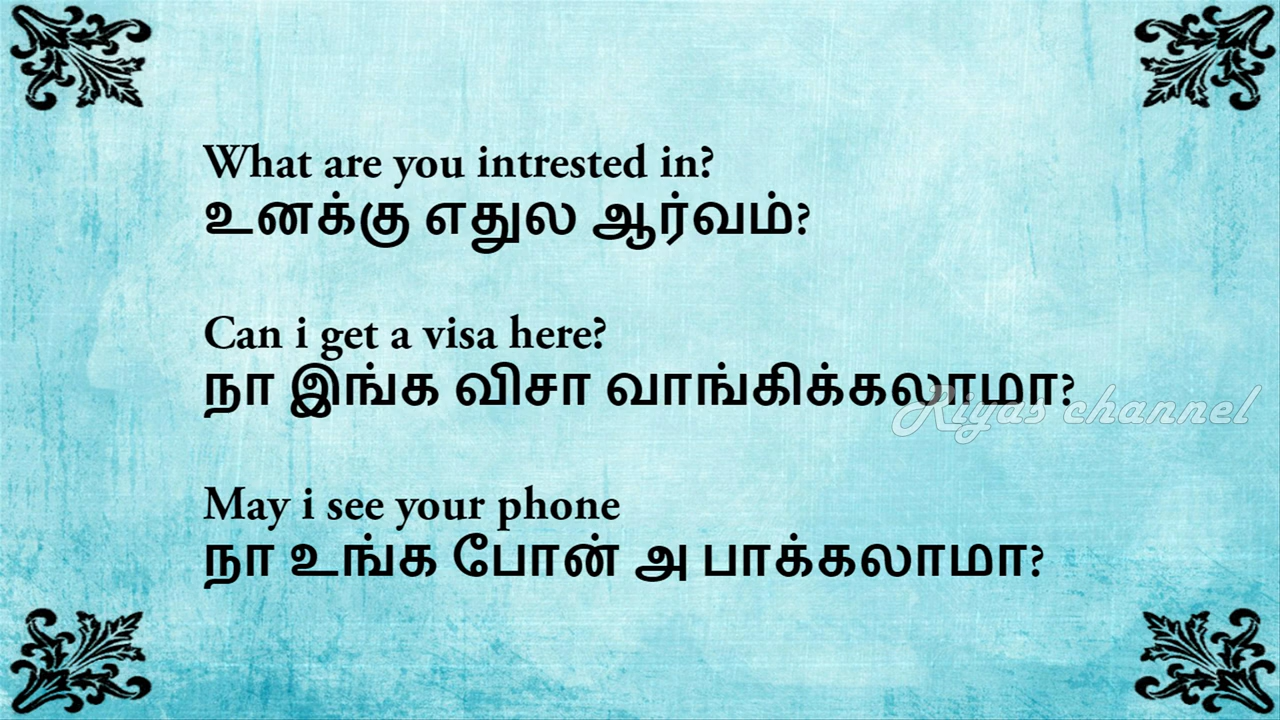 What are you intrested in?
உனக்கு எதுல ஆர்வம்?
Can i get a visa here?
நா இங்க விசா வாங்கிக்கலாமா?
Riyas channel
May i see your phone
நா உங்க போன் அ பாக்கலாமா?